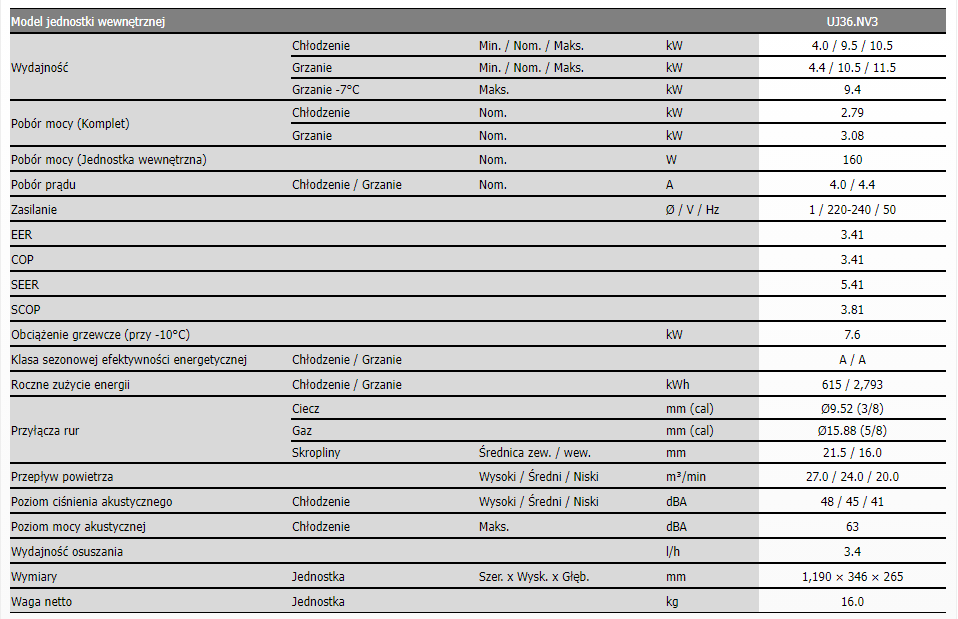 Model jednostki wewnętrznej UJ36.NV3
Chłodzenie Min. / Nom. / Maks. kW 4.0 / 9.5 / 10.5
Wydajność Grzanie Min. / Nom. / Maks. kW 4.4 / 10.5 / 11.5
Grzanie -7°C Maks. kW 9.4
Pobór mocy (Komplet) Chłodzenie Nom. kW 2.79
Grzanie Nom. kW 3.08
Pobór mocy (Jednostka wewnętrzna) Nom. W 160
Pobór prądu Chłodzenie / Grzanie Nom. A 4.0 / 4.4
Zasilanie Ø / V / Hz 1 / 220-240 / 50
EER 3.41
COP 3.41
SEER 5.41
SCOP 3.81
Obciążenie grzewcze (przy -10°C) kW 7.6
Klasa sezonowej efektywności energetycznej Chłodzenie / Grzanie A / A
Roczne zużycie energii Chłodzenie / Grzanie kWh 615 / 2,793
Ciecz mm (cal) Ø9.52 (3/8)
Przyłącza rur Gaz mm (cal) Ø15.88 (5/8)
Skropliny Średnica zew. / wew. mm 21.5 / 16.0
Przepływ powietrza Wysoki / Średni / Niski m³/min 27.0 / 24.0 / 20.0
Poziom ciśnienia akustycznego Chłodzenie Wysoki / Średni / Niski dBA 48 / 45 / 41
Poziom mocy akustycznej Chłodzenie Maks. dBA 63
Wydajność osuszania l/h 3.4
Wymiary Jednostka Szer. x Wysk. x Głęb. mm 1,190 × 346 × 265
Waga netto Jednostka kg 16.0